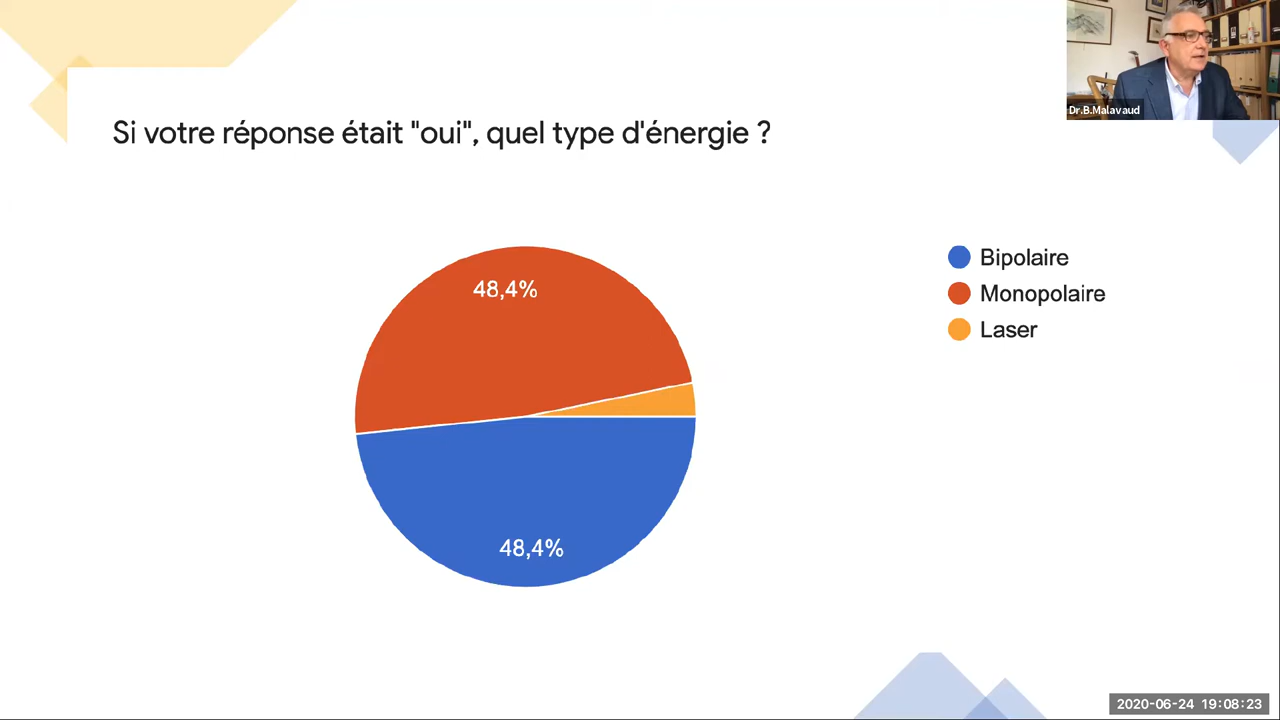 Dr.B.Malavaud
Si votre réponse était "oui", quel type d'énergie ?
48,4%
48,4%
Bipolaire
Monopolaire
Laser
2020-06-24 19:08:23